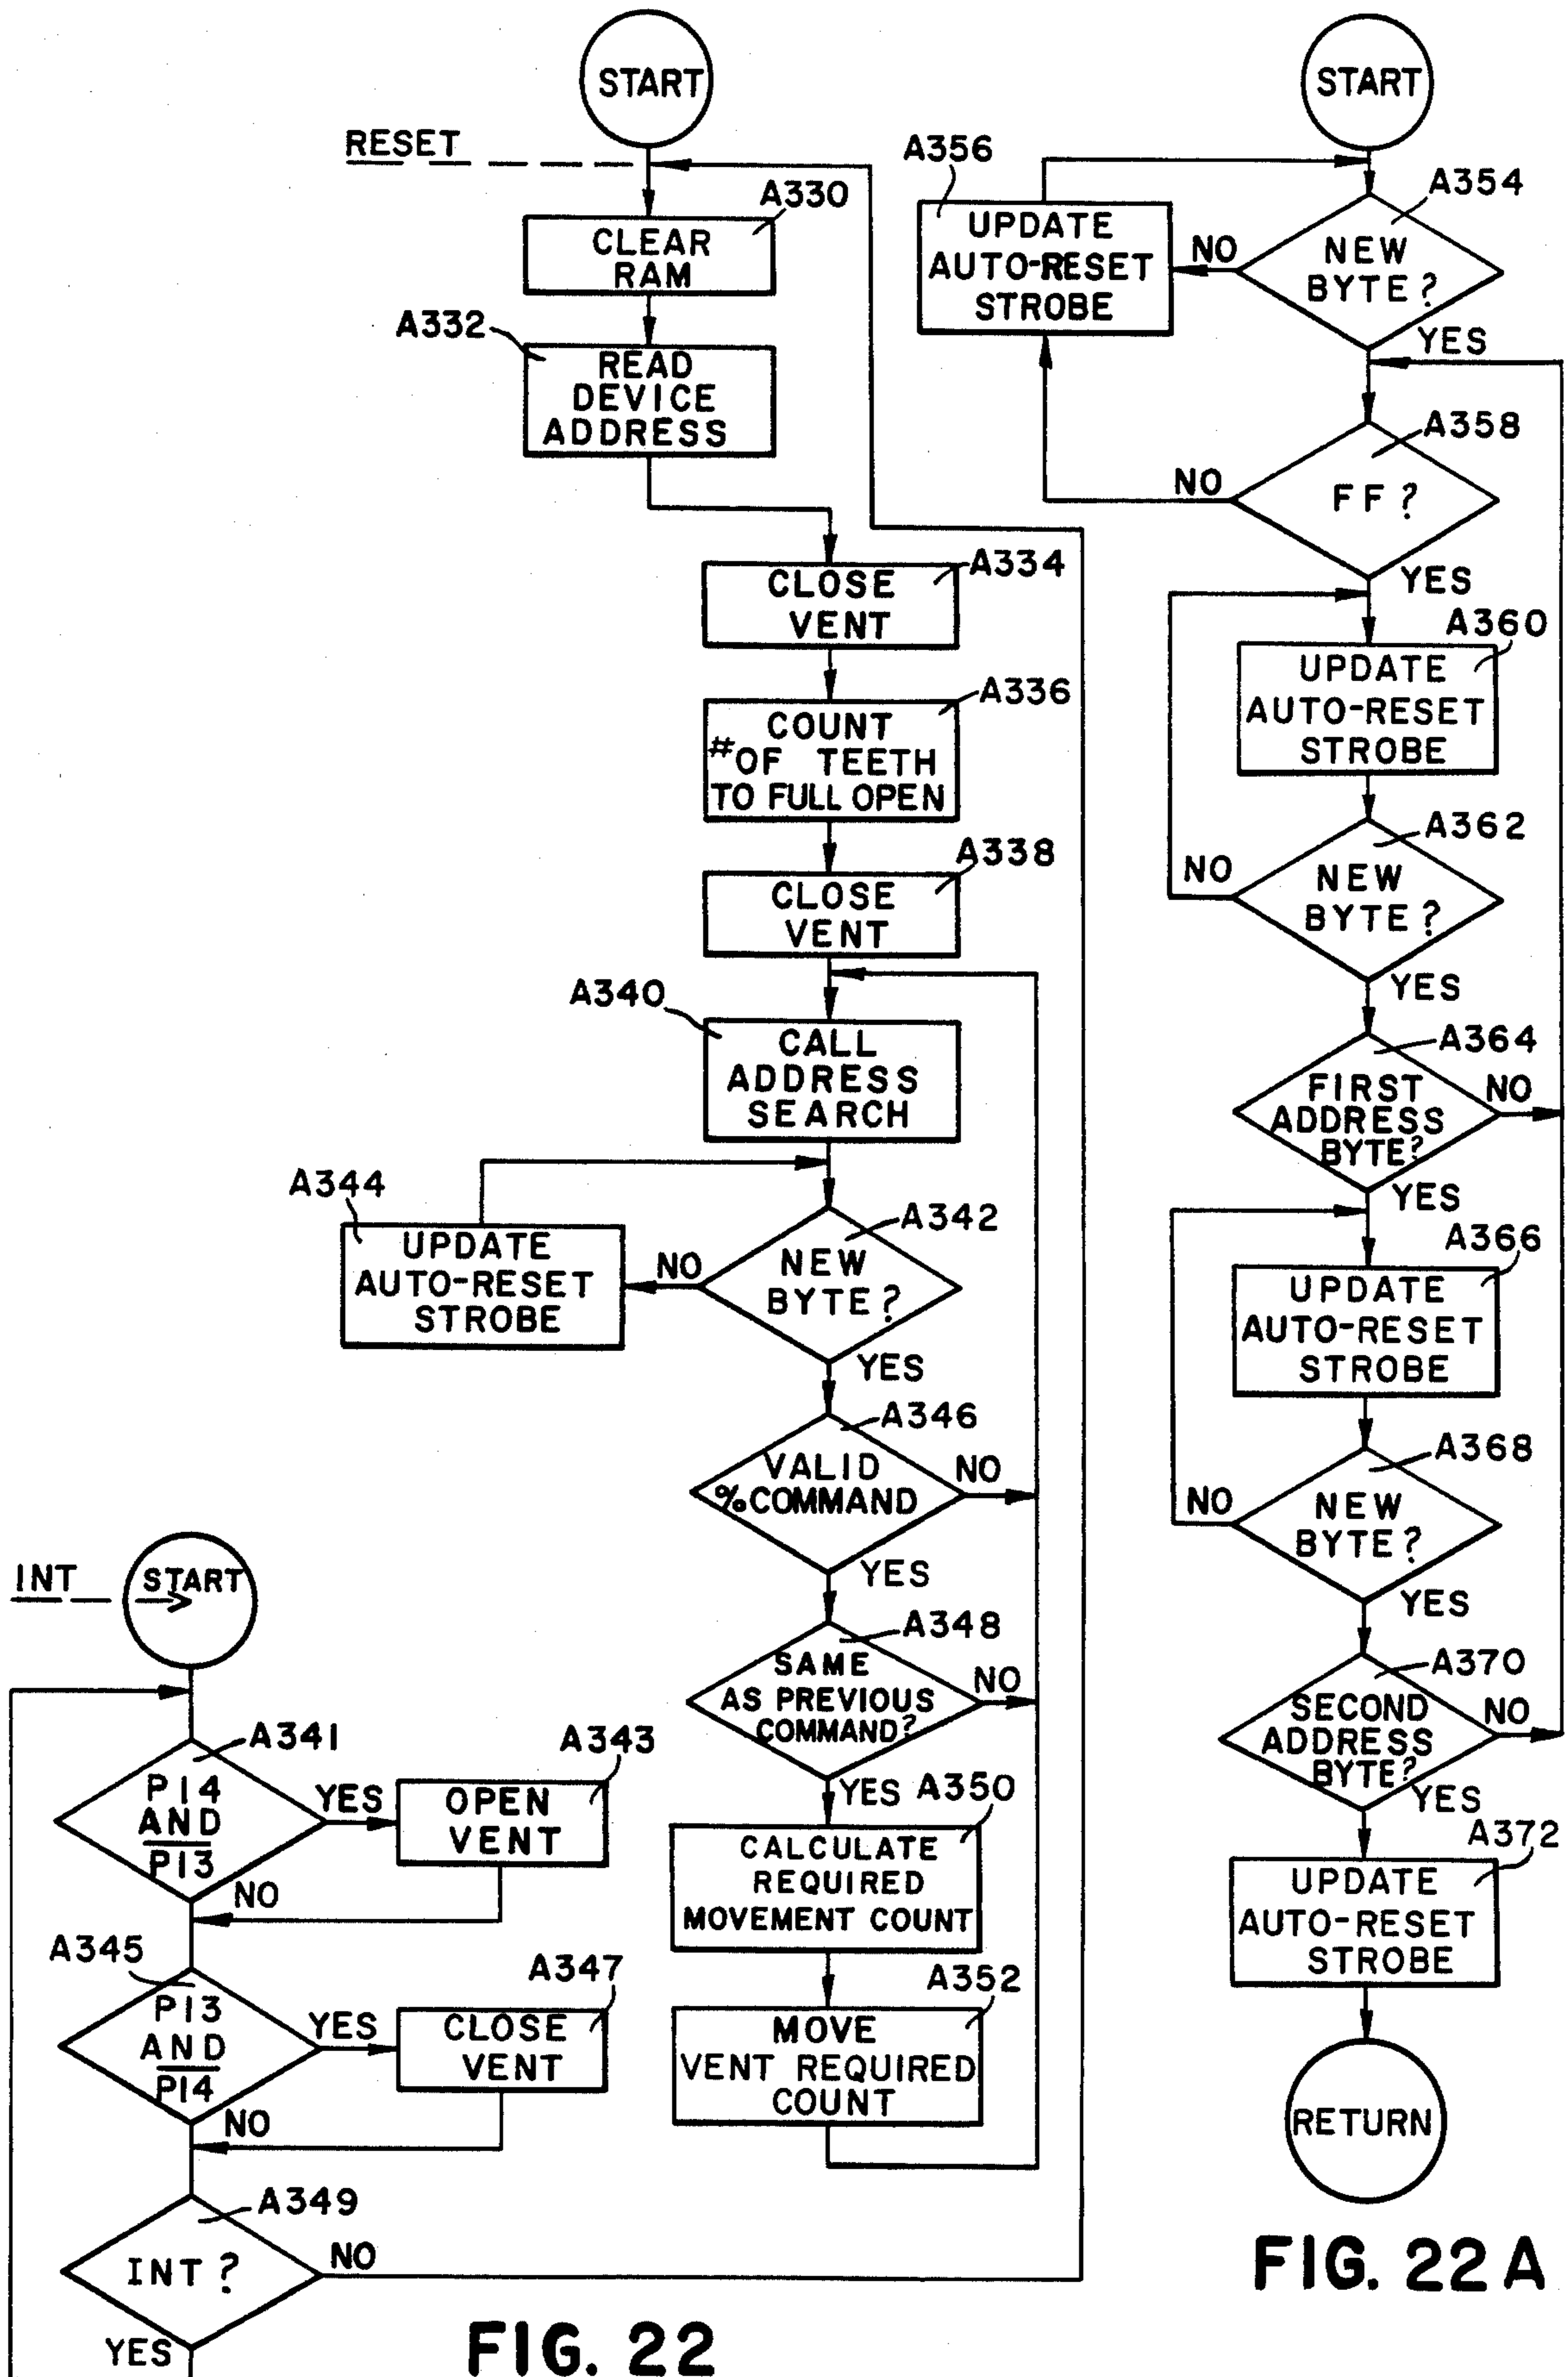 START
RESET
A330
CLEAR
RAM
A332
READ
DEVICE
ADDRESS
A334
CLOSE
VENT
A336
COUNT
# OF TEETH
TO FULL OPEN
A338
CLOSE
VENT
A340
CALL
ADDRESS
SEARCH
A344
UPDATE
AUTO-RESET
STROBE
A342
NEW
BYTE?
NO
YES
A346
VALID
% COMMAND
NO
YES
A348
SAME
AS PREVIOUS
COMMAND?
NO
YES
A350
CALCULATE
REQUIRED
MOVEMENT COUNT
A352
MOVE
VENT REQUIRED
COUNT
INT
START
A341
P14
AND
P̅1̅3̅
YES
NO
A343
OPEN
VENT
A345
P13
AND
P̅1̅4̅
YES
NO
A347
CLOSE
VENT
A349
INT?
NO
YES
FIG. 22
START
A356
UPDATE
AUTO-RESET
STROBE
A354
NEW
BYTE?
NO
YES
A358
FF?
NO
YES
A360
UPDATE
AUTO-RESET
STROBE
A362
NEW
BYTE?
NO
YES
A364
FIRST
ADDRESS
BYTE?
NO
YES
A366
UPDATE
AUTO-RESET
STROBE
A368
NEW
BYTE?
NO
YES
A370
SECOND
ADDRESS
BYTE?
NO
YES
A372
UPDATE
AUTO-RESET
STROBE
RETURN
FIG. 22A